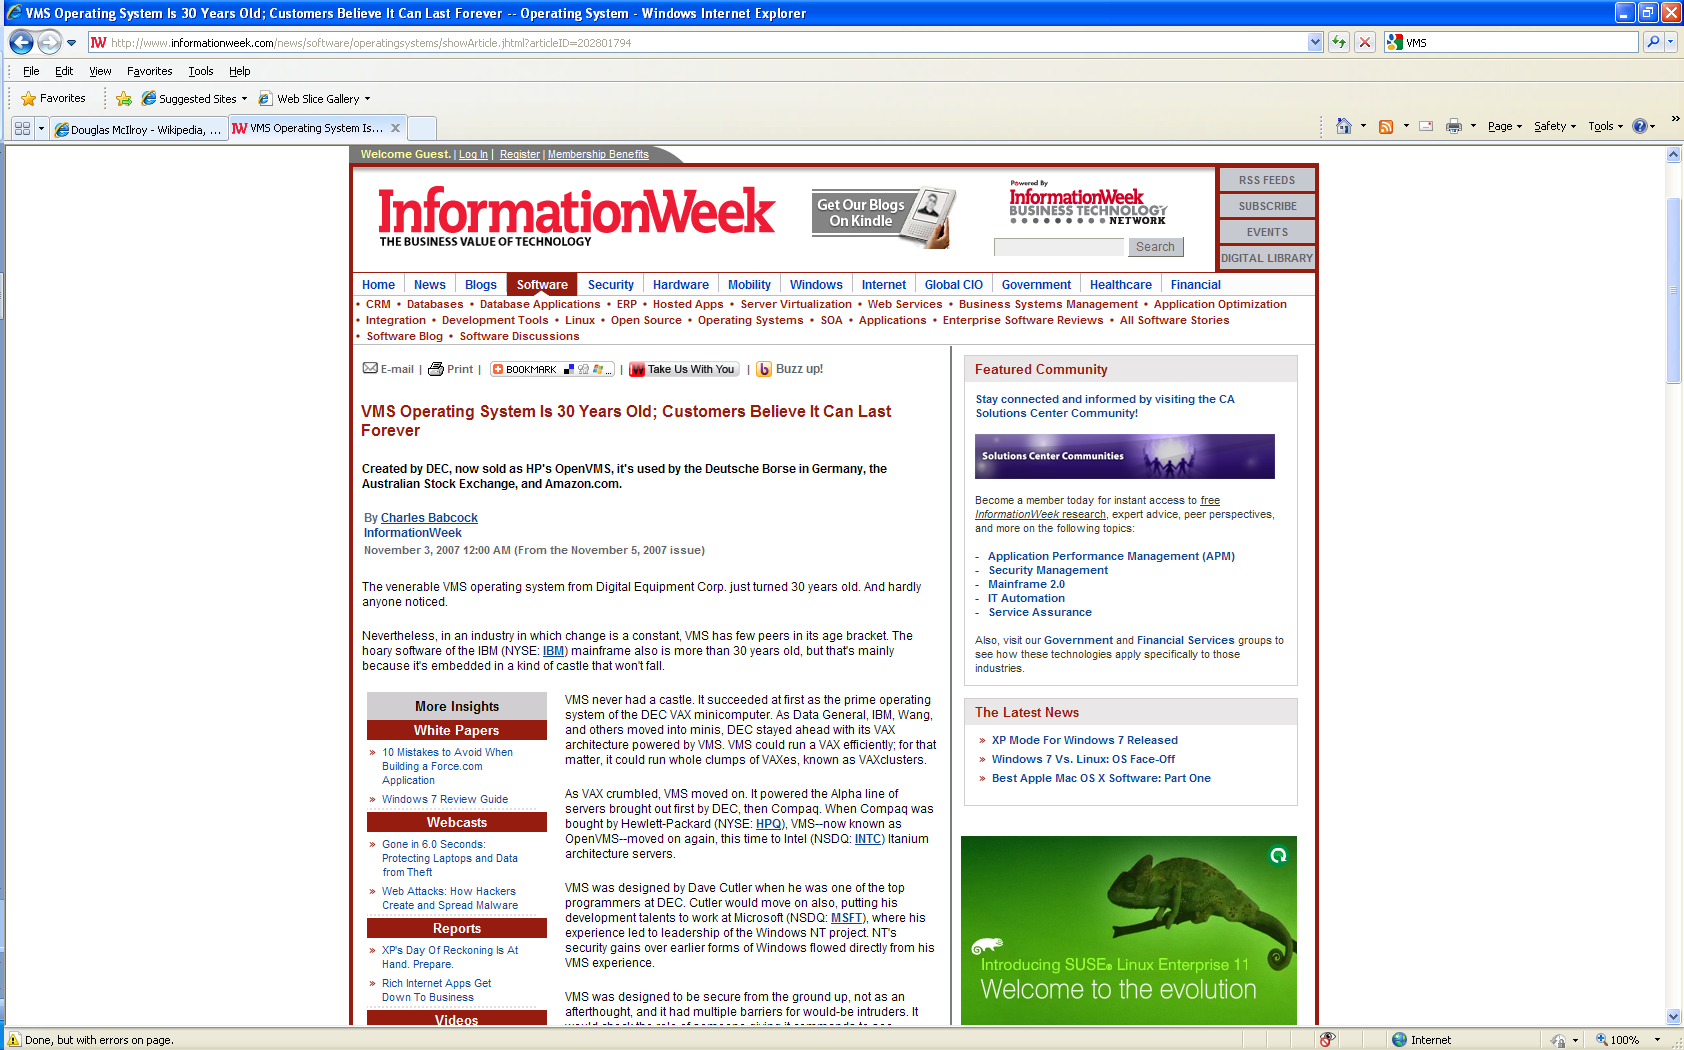 VMS Operating System Is 30 Years Old; Customers Believe It Can Last Forever -- Operating System - Windows Internet Explorer
http://www.informationweek.com/news/software/operatingsystems/showArticle.jhtml?articleID=202801794
VMS
File Edit View Favorites Tools Help
Favorites Suggested Sites Web Slice Gallery
Douglas McIlroy - Wikipedia, ...
VMS Operating System Is...
Page Safety Tools
Welcome Guest. | Log In | Register | Membership Benefits
InformationWeek
THE BUSINESS VALUE OF TECHNOLOGY
Get Our Blogs
On Kindle
Powered By
InformationWeek
BUSINESS TECHNOLOGY
NETWORK
Search
RSS FEEDS
SUBSCRIBE
EVENTS
DIGITAL LIBRARY
Home News Blogs Software Security Hardware Mobility Windows Internet Global CIO Government Healthcare Financial
• CRM • Databases • Database Applications • ERP • Hosted Apps • Server Virtualization • Web Services • Business Systems Management • Application Optimization
• Integration • Development Tools • Linux • Open Source • Operating Systems • SOA • Applications • Enterprise Software Reviews • All Software Stories
• Software Blog • Software Discussions
E-mail | Print | BOOKMARK ... | Take Us With You | Buzz up!
VMS Operating System Is 30 Years Old; Customers Believe It Can Last
Forever
Created by DEC, now sold as HP's OpenVMS, it's used by the Deutsche Borse in Germany, the
Australian Stock Exchange, and Amazon.com.
By Charles Babcock
InformationWeek
November 3, 2007 12:00 AM (From the November 5, 2007 issue)
The venerable VMS operating system from Digital Equipment Corp. just turned 30 years old. And hardly
anyone noticed.
Nevertheless, in an industry in which change is a constant, VMS has few peers in its age bracket. The
hoary software of the IBM (NYSE: IBM) mainframe also is more than 30 years old, but that's mainly
because it's embedded in a kind of castle that won't fall.
More Insights
White Papers
» 10 Mistakes to Avoid When
Building a Force.com
Application
» Windows 7 Review Guide
Webcasts
» Gone in 6.0 Seconds:
Protecting Laptops and Data
from Theft
» Web Attacks: How Hackers
Create and Spread Malware
Reports
» XP's Day Of Reckoning Is At
Hand. Prepare.
» Rich Internet Apps Get
Down To Business
Videos
VMS never had a castle. It succeeded at first as the prime operating
system of the DEC VAX minicomputer. As Data General, IBM, Wang,
and others moved into minis, DEC stayed ahead with its VAX
architecture powered by VMS. VMS could run a VAX efficiently; for that
matter, it could run whole clumps of VAXes, known as VAXclusters.
As VAX crumbled, VMS moved on. It powered the Alpha line of
servers brought out first by DEC, then Compaq. When Compaq was
bought by Hewlett-Packard (NYSE: HPQ), VMS--now known as
OpenVMS--moved on again, this time to Intel (NSDQ: INTC) Itanium
architecture servers.
VMS was designed by Dave Cutler when he was one of the top
programmers at DEC. Cutler would move on also, putting his
development talents to work at Microsoft (NSDQ: MSFT), where his
experience led to leadership of the Windows NT project. NT's
security gains over earlier forms of Windows flowed directly from his
VMS experience.
VMS was designed to be secure from the ground up, not as an
afterthought, and it had multiple barriers for would-be intruders. It
Featured Community
Stay connected and informed by visiting the CA
Solutions Center Community!
Solutions Center Communities
Become a member today for instant access to free
InformationWeek research, expert advice, peer perspectives,
and more on the following topics:
- Application Performance Management (APM)
- Security Management
- Mainframe 2.0
- IT Automation
- Service Assurance
Also, visit our Government and Financial Services groups to
see how these technologies apply specifically to those
industries.
The Latest News
» XP Mode For Windows 7 Released
» Windows 7 Vs. Linux: OS Face-Off
» Best Apple Mac OS X Software: Part One
Introducing SUSE® Linux Enterprise 11
Welcome to the evolution
Done, but with errors on page.
Internet
100%